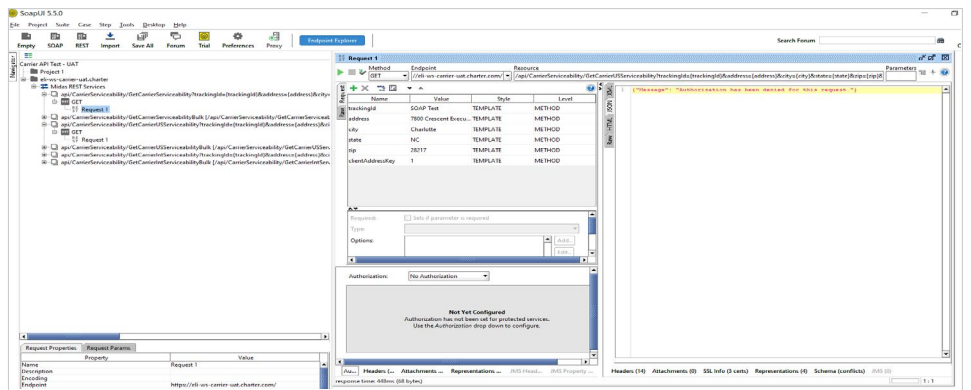 SoapUI 5.5.0
File Project Suite Case Step Tools Desktop Help
Empty SOAP REST Import Save All Forum Trial Preferences Proxy
Endpoint Explorer
Search Forum
Navigator
Carrier API Test - UAT
Project 1
eli-ws-carrier-uat.charter
Midas REST Services
api/CarrierServiceability/GetCarrierUSServiceability?trackingId={trackingId}&address={address}&city=
GET
Request 1
api/CarrierServiceability/GetCarrierServiceabilityBulk [/api/CarrierServiceability/GetCarrierServiceab
api/CarrierServiceability/GetCarrierUSServiceability?trackingId={trackingId}&address={address}&ci
GET
Request 1
api/CarrierServiceability/GetCarrierUSServiceabilityBulk [/api/CarrierServiceability/GetCarrierUSSer
api/CarrierServiceability/GetCarrierIntServiceability?trackingId={trackingId}&address={address}&ci
api/CarrierServiceability/GetCarrierIntServiceabilityBulk [/api/CarrierServiceability/GetCarrierIntSer
Request 1
Method Endpoint Resource Parameters
GET //eli-ws-carrier-uat.charter.com/ /api/CarrierServiceability/GetCarrierUSServiceability?trackingId={trackingId}&address={address}&city={city}&state={state}&zip={zip}&
Request
Raw
Name Value Style Level
trackingId SOAP Test TEMPLATE METHOD
address 7800 Crescent Execu... TEMPLATE METHOD
city Charlotte TEMPLATE METHOD
state NC TEMPLATE METHOD
zip 28217 TEMPLATE METHOD
clientAddressKey 1 TEMPLATE METHOD
Required: Sets if parameter is required
Type:
Options: Add..
Edit..
Authorization: No Authorization
Not Yet Configured
Authorization has not been set for protected services.
Use the Authorization drop down to configure.
Au... Headers (... Attachments ... Representations ... JMS Head... JMS Property ...
response time: 448ms (68 bytes)
XML
JSON
HTML
Raw
1 {"Message": "Authorization has been denied for this request."}
Headers (14) Attachments (0) SSL Info (3 certs) Representations (4) Schema (conflicts) JMS (0)
1 : 1
Request Properties Request Params
Property Value
Name Request 1
Description
Encoding
Endpoint https://eli-ws-carrier-uat.charter.com/